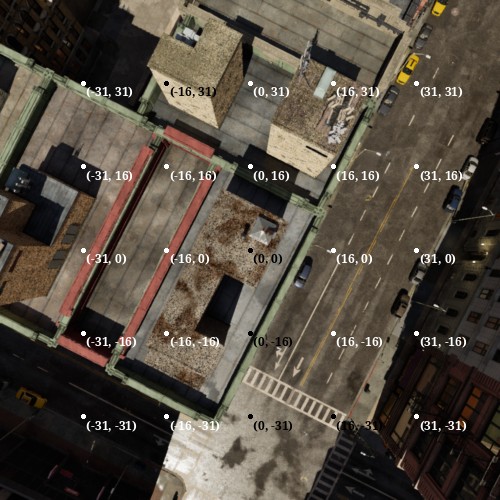 (-31, 31) (-16, 31) (0, 31) (16, 31) (31, 31)
(-31, 16) (-16, 16) (0, 16) (16, 16) (31, 16)
(-31, 0) (-16, 0) (0, 0) (16, 0) (31, 0)
(-31, -16) (-16, -16) (0, -16) (16, -16) (31, -16)
(-31, -31) (-16, -31) (0, -31) (16, -31) (31, -31)